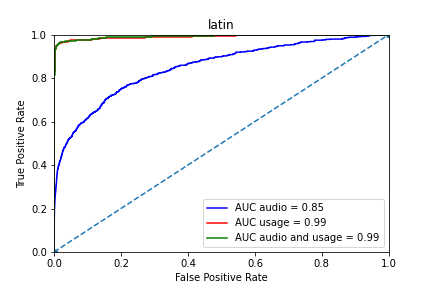 latin
True Positive Rate
1.0
0.8
0.6
0.4
0.2
0.0
AUC audio = 0.85
AUC usage = 0.99
AUC audio and usage = 0.99
0.0 0.2 0.4 0.6 0.8 1.0
False Positive Rate